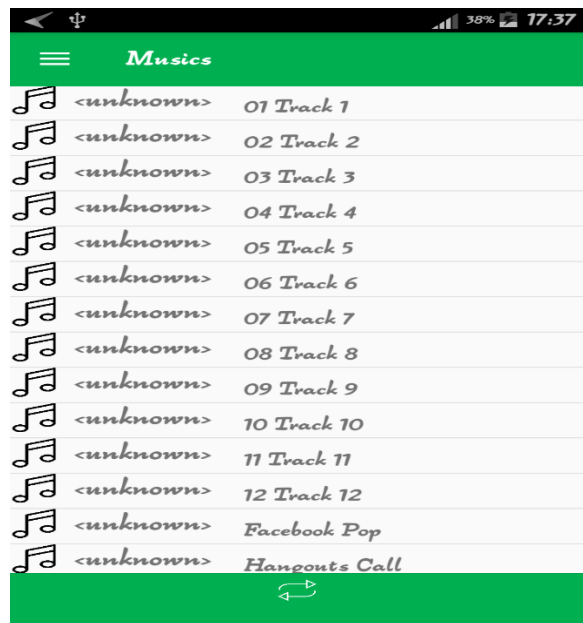 38% 17:37
Musics
<unknown> 01 Track 1
<unknown> 02 Track 2
<unknown> 03 Track 3
<unknown> 04 Track 4
<unknown> 05 Track 5
<unknown> 06 Track 6
<unknown> 07 Track 7
<unknown> 08 Track 8
<unknown> 09 Track 9
<unknown> 10 Track 10
<unknown> 11 Track 11
<unknown> 12 Track 12
<unknown> Facebook Pop
<unknown> Hangouts Call